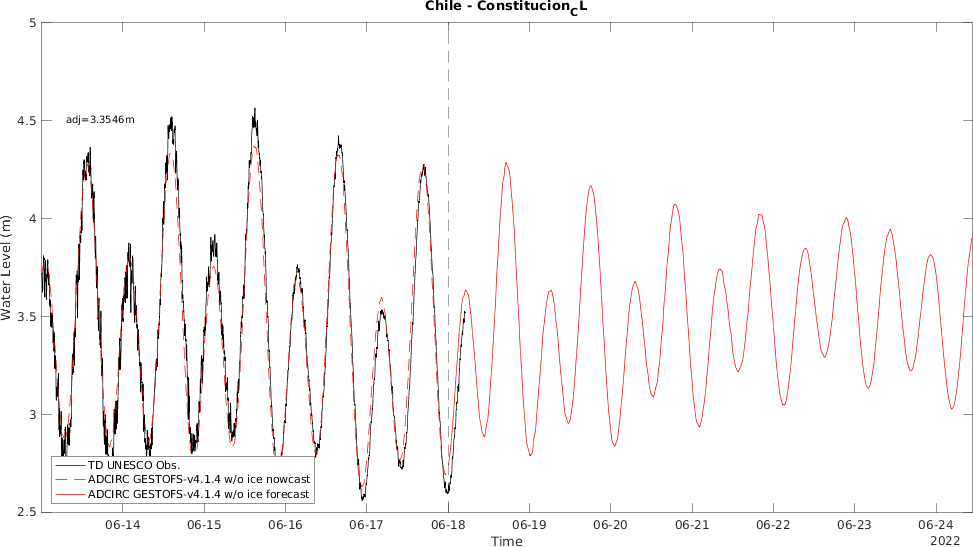 Chile - Constitucion_CL
5
4.5
4
3.5
3
2.5
Water Level (m)
adj=3.3546m
TD UNESCO Obs.
ADCIRC GESTOFS-v4.1.4 w/o ice nowcast
ADCIRC GESTOFS-v4.1.4 w/o ice forecast
06-14 06-15 06-16 06-17 06-18 06-19 06-20 06-21 06-22 06-23 06-24
Time
2022